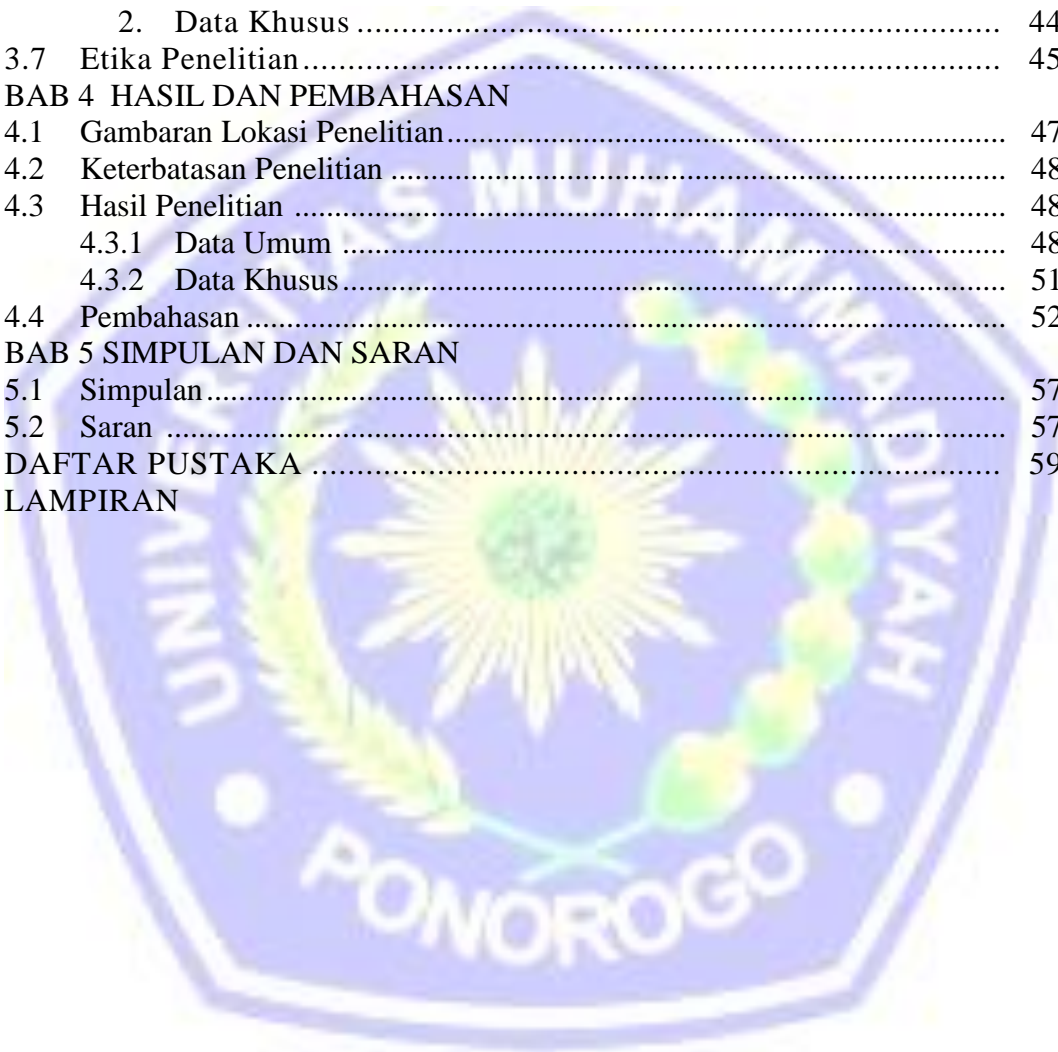 2. Data Khusus ........................................................................ 44
3.7 Etika Penelitian ........................................................................ 45
BAB 4 HASIL DAN PEMBAHASAN
4.1 Gambaran Lokasi Penelitian ........................................................................ 47
4.2 Keterbatasan Penelitian ........................................................................ 48
4.3 Hasil Penelitian ........................................................................ 48
4.3.1 Data Umum ........................................................................ 48
4.3.2 Data Khusus ........................................................................ 51
4.4 Pembahasan ........................................................................ 52
BAB 5 SIMPULAN DAN SARAN
5.1 Simpulan ........................................................................ 57
5.2 Saran ........................................................................ 57
DAFTAR PUSTAKA ........................................................................ 59
LAMPIRAN
UNIVERSITAS MUHAMMADIYAH
PONOROGO